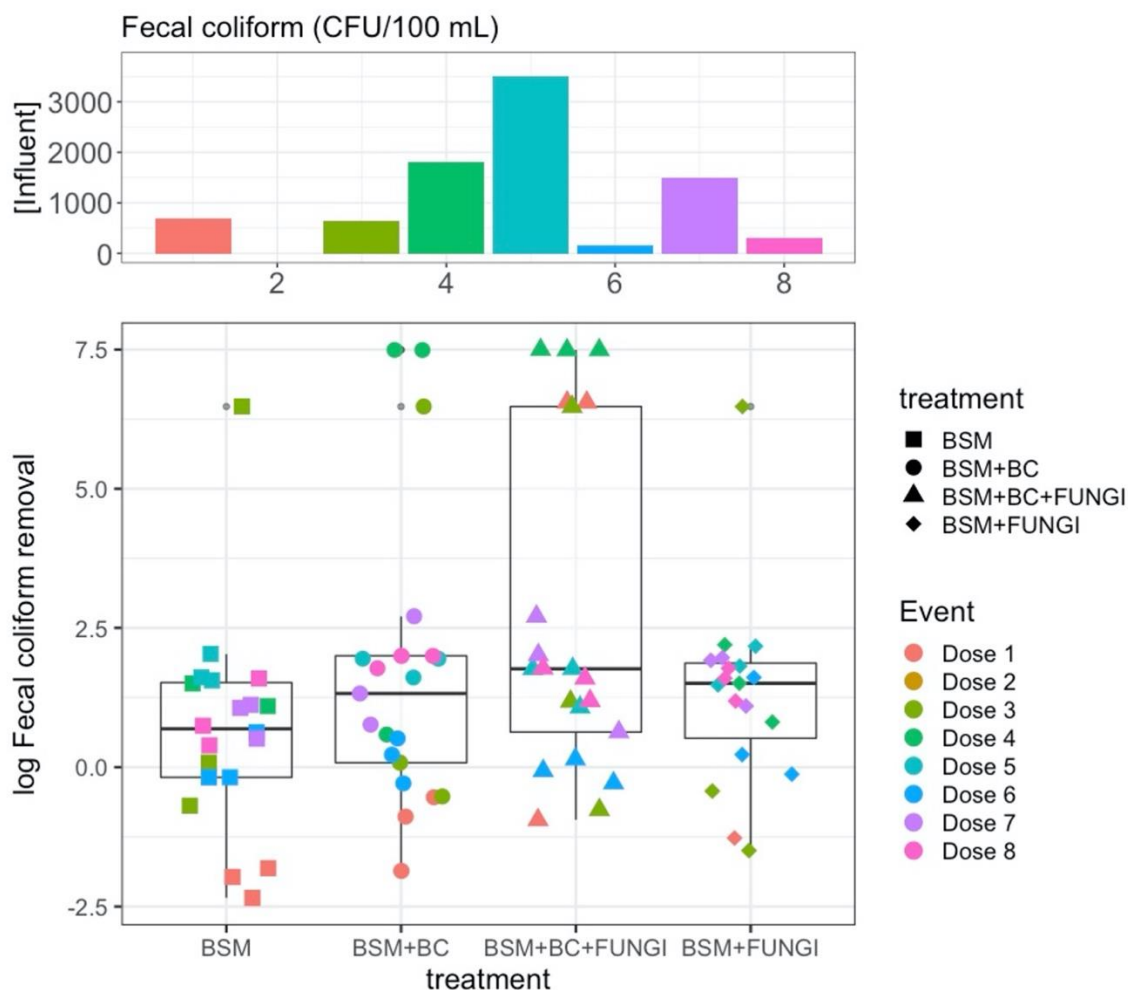 Fecal coliform (CFU/100 mL)
[Influent]
3000
2000
1000
0
2 4 6 8
log Fecal coliform removal
7.5
5.0
2.5
0.0
-2.5
BSM BSM+BC BSM+BC+FUNGI BSM+FUNGI
treatment
treatment
BSM
BSM+BC
BSM+BC+FUNGI
BSM+FUNGI
Event
Dose 1
Dose 2
Dose 3
Dose 4
Dose 5
Dose 6
Dose 7
Dose 8